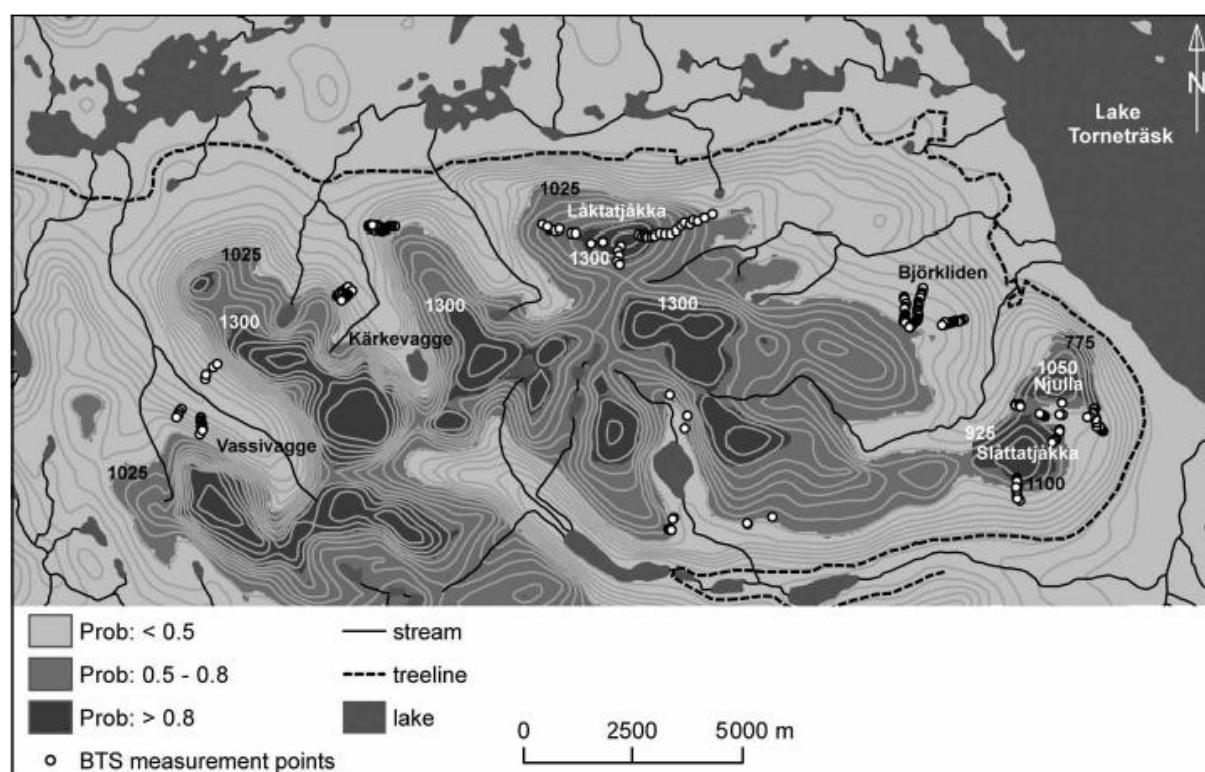 N
Lake
Torneträsk
1025
Låktatjåkka
1300
1025
1300
1300
1300
Björkliden
Kärkevagge
775
1050
Njulla
925
Slåttatjåkka
1100
Vassivagge
1025
Prob: < 0.5
Prob: 0.5 - 0.8
Prob: > 0.8
BTS measurement points
stream
treeline
lake
0 2500 5000 m